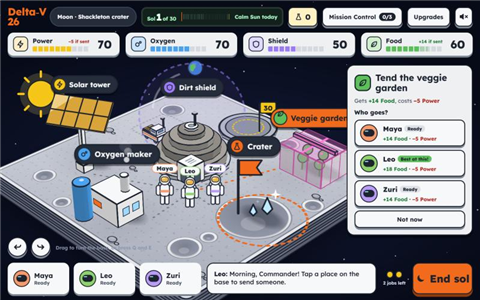 Delta-V
26
Moon · Shackleton crater
Sol 1 of 30
Calm Sun today
0
Mission Control 0/3
Upgrades
Power
-5 if sent
70
Oxygen
70
Shield
50
Food
+14 if sent
60
Solar tower
Dirt shield
Oxygen maker
30
Veggie garden
Crater
Maya
Leo
Zuri
Tend the veggie
garden
Gets +14 Food, costs -5 Power
Who goes?
Maya Ready
+14 Food · -5 Power
Leo Best at this!
+18 Food · -5 Power
Zuri Ready
+14 Food · -5 Power
Not now
Drag to
Maya
Ready
Leo
Ready
Zuri
Ready
Leo: Morning, Commander! Tap a place on the
base to send someone.
2 jobs left
End sol